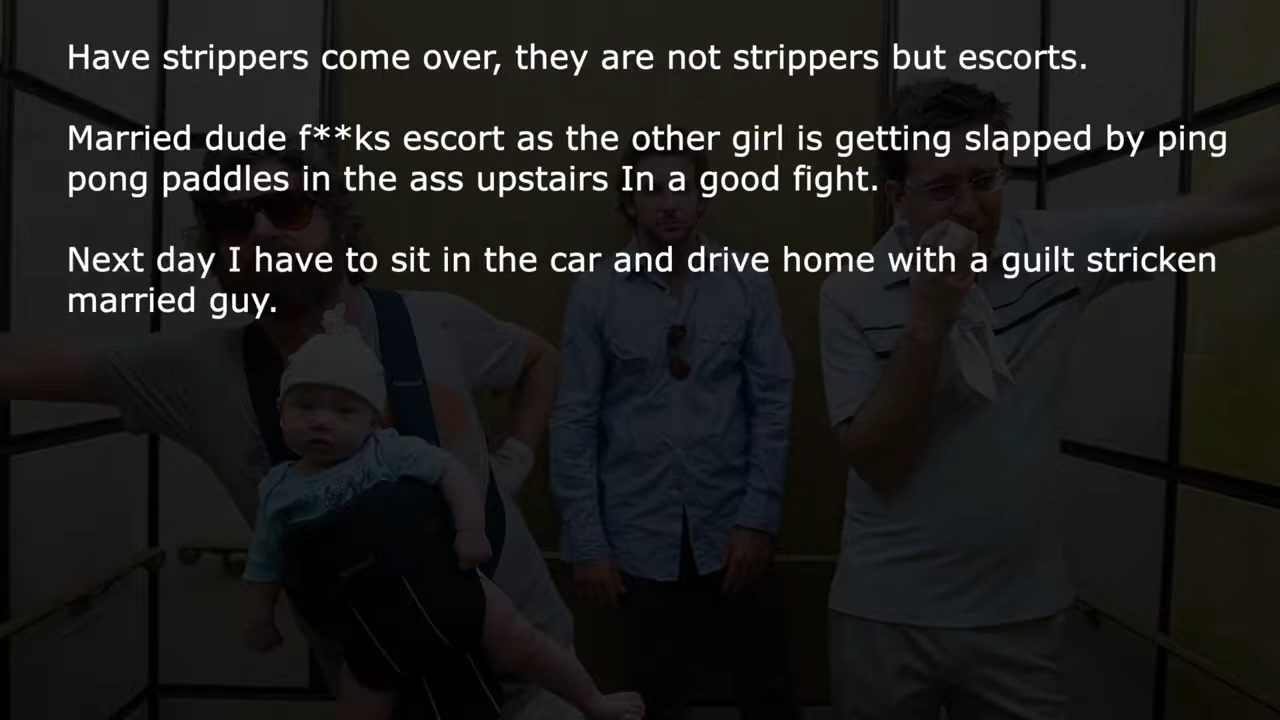 Have strippers come over, they are not strippers but escorts.
Married dude f**ks escort as the other girl is getting slapped by ping
pong paddles in the ass upstairs In a good fight.
Next day I have to sit in the car and drive home with a guilt stricken
married guy.